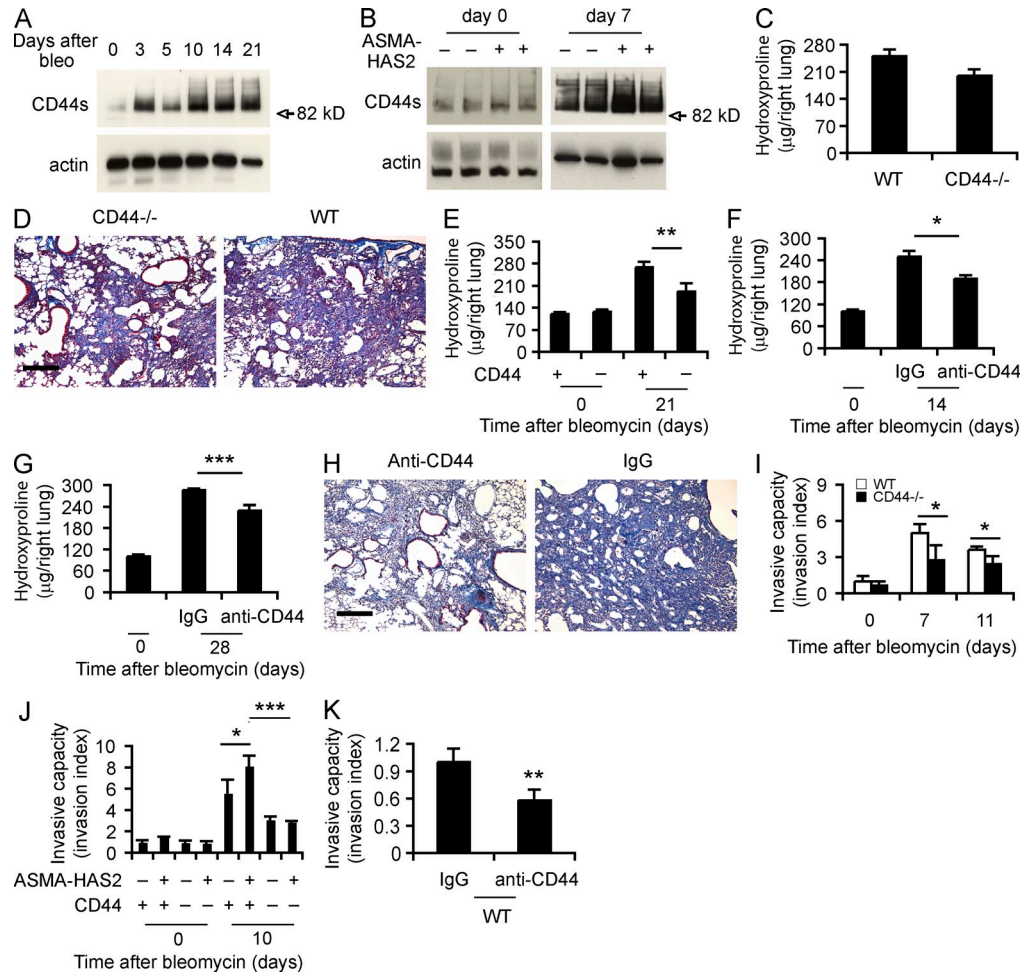 A
Days after bleo
0 3 5 10 14 21
CD44s
82 kD
actin
B
day 0 day 7
ASMA-HAS2
– – + + – – + +
CD44s
82 kD
actin
C
Hydroxyproline
(µg/right lung)
280
210
140
70
0
WT CD44-/-
D
CD44-/- WT
E
Hydroxyproline
(µg/right lung)
350
280
210
140
70
0
**
CD44 + – + –
0 21
Time after bleomycin (days)
F
Hydroxyproline
(µg/right lung)
300
240
180
120
60
0
*
IgG anti-CD44
0 14
Time after bleomycin (days)
G
Hydroxyproline
(µg/right lung)
300
240
180
120
60
0
***
IgG anti-CD44
0 28
Time after bleomycin (days)
H
Anti-CD44 IgG
I
Invasive capacity
(invasion index)
9
6
3
0
WT
CD44-/-
* *
0 7 11
Time after bleomycin (days)
J
Invasive capacity
(invasion index)
10
8
6
4
2
0
* ***
ASMA-HAS2 – + – + – + – +
CD44 + + – – + + – –
0 10
Time after bleomycin (days)
K
Invasive capacity
(invasion index)
1.2
0.9
0.6
0.3
0
**
IgG anti-CD44
WT